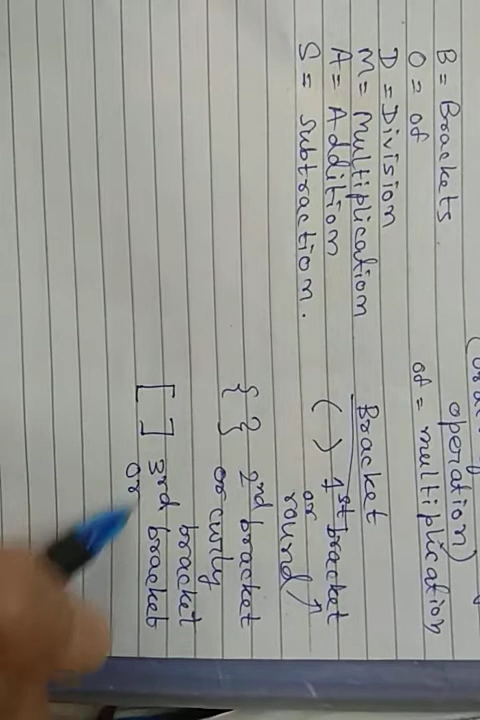 operation)
B = Brackets
O = of
of = multiplication
D = Division
M = Multiplication
A = Addition
S = Subtraction.
Bracket
( ) 1st bracket
or
round
{ } 2nd bracket
or curly
bracket
[ ] 3rd bracket
or